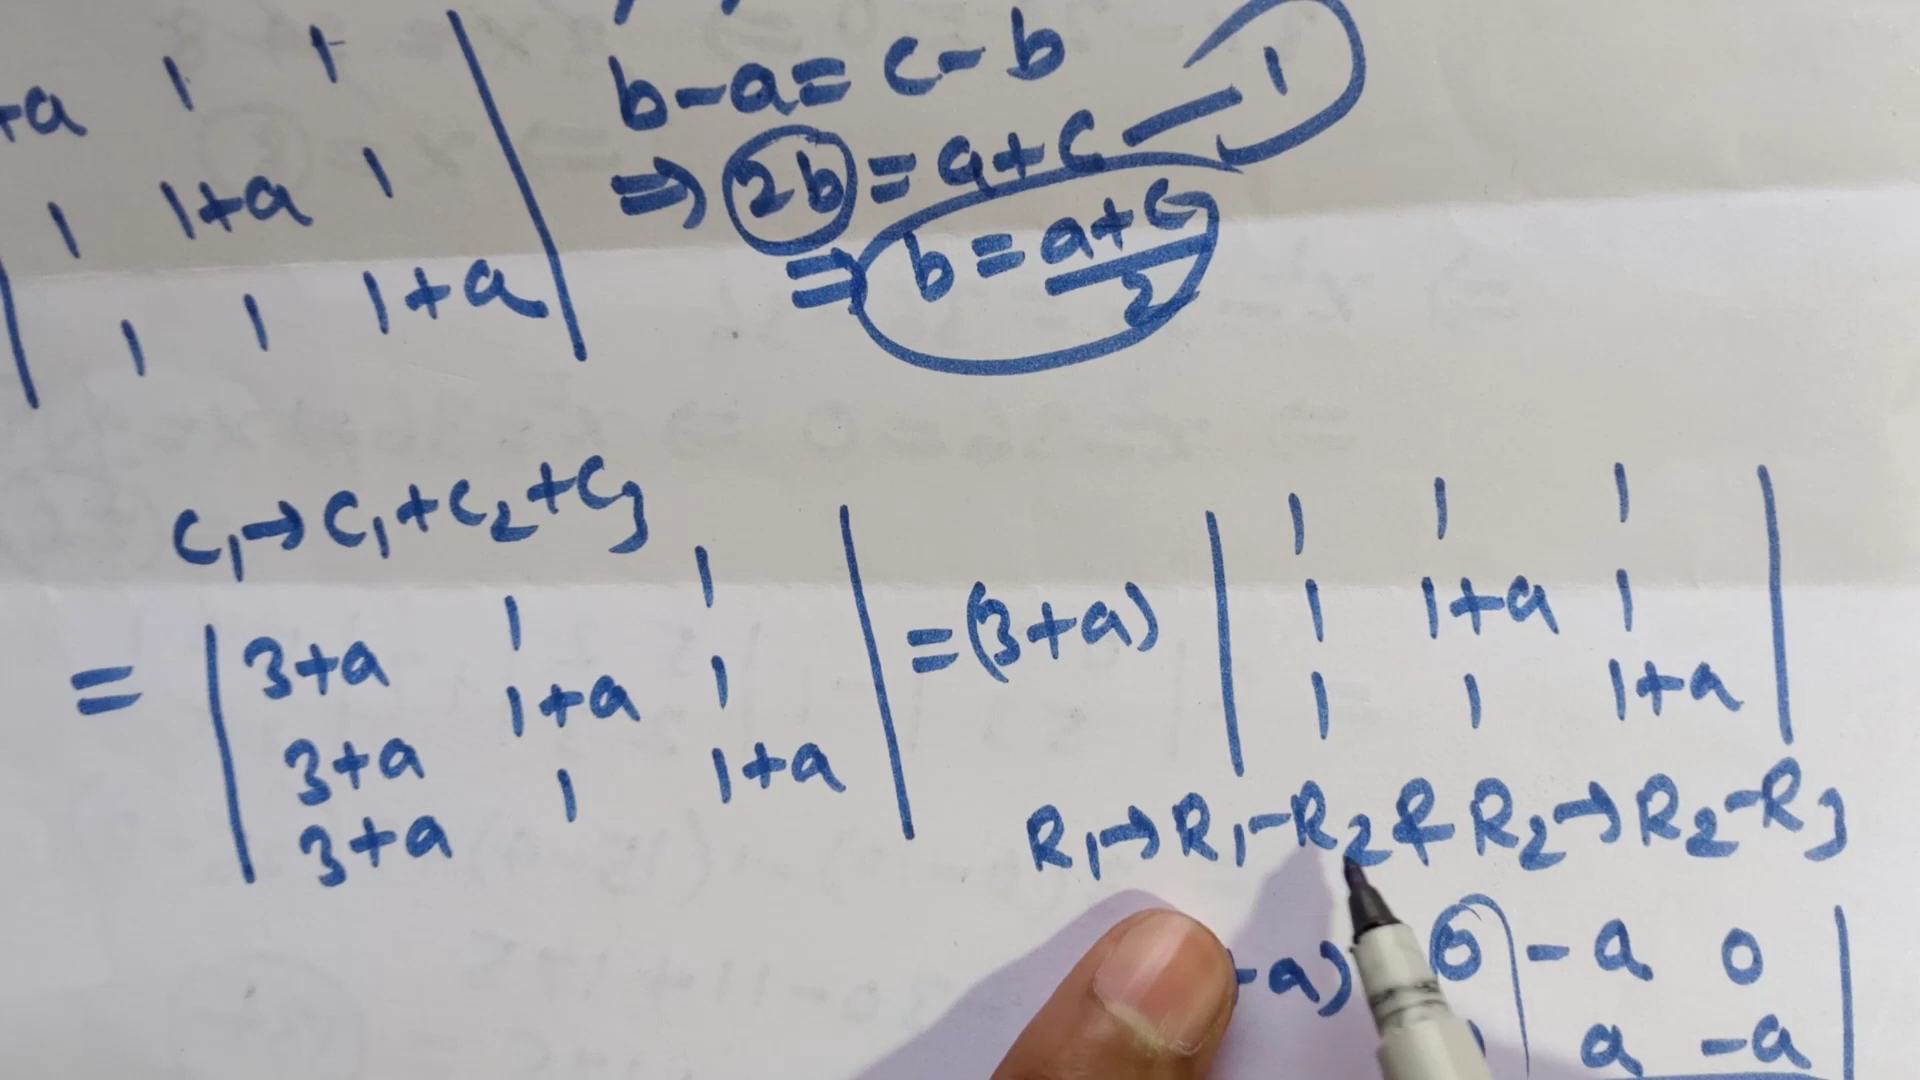 +a 1 1
1 1+a 1
1 1 1+a
b-a=c-b
⇒ 2b = a+c — 1
⇒ b = a+c/2
C₁→C₁+C₂+C₃
= | 3+a 1 1 |
3+a 1+a 1
3+a 1 1+a
=(3+a) | 1 1 1 |
1 1+a 1
1 1 1+a
R₁→R₁-R₂ & R₂→R₂-R₃
a) 0 -a 0
a -a